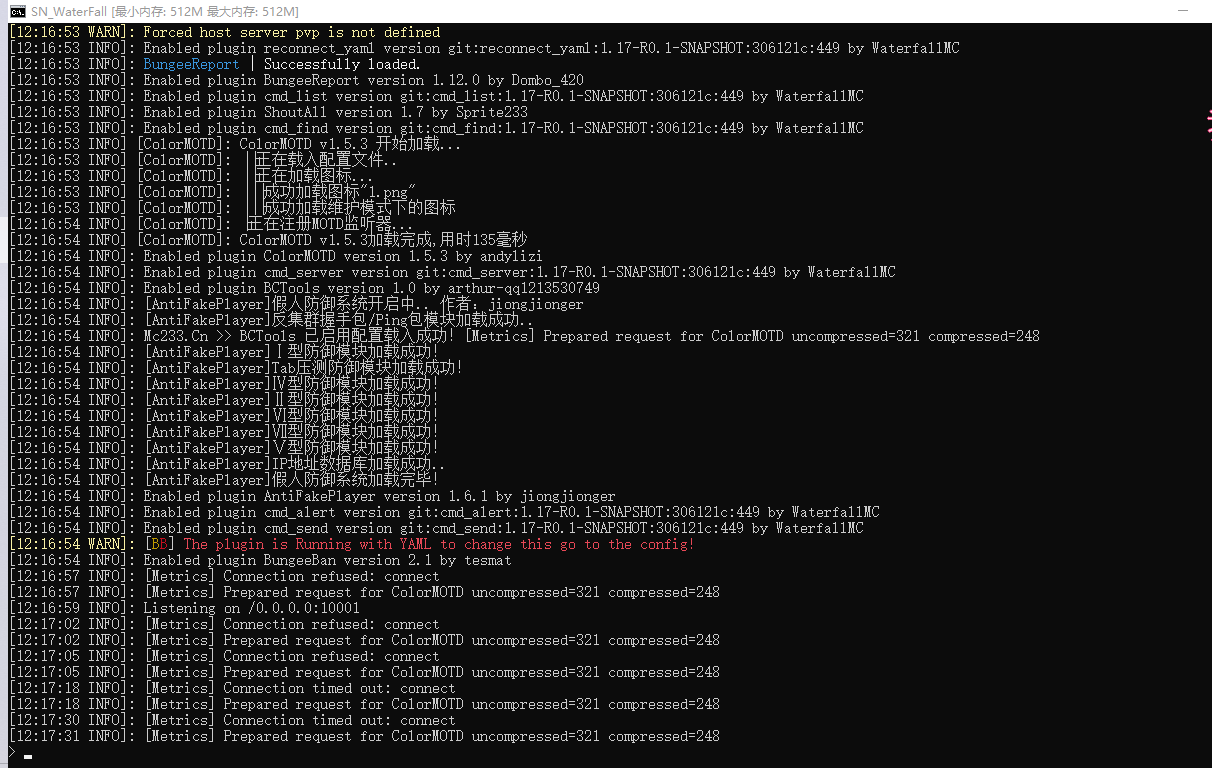 SN_WaterFall [最小内存: 512M 最大内存: 512M]
[12:16:53 WARN]: Forced host server pvp is not defined
[12:16:53 INFO]: Enabled plugin reconnect_yaml version git:reconnect_yaml:1.17-R0.1-SNAPSHOT:306121c:449 by WaterfallMC
[12:16:53 INFO]: BungeeReport | Successfully loaded.
[12:16:53 INFO]: Enabled plugin BungeeReport version 1.12.0 by Dombo_420
[12:16:53 INFO]: Enabled plugin cmd_list version git:cmd_list:1.17-R0.1-SNAPSHOT:306121c:449 by WaterfallMC
[12:16:53 INFO]: Enabled plugin ShoutAll version 1.7 by Sprite233
[12:16:53 INFO]: Enabled plugin cmd_find version git:cmd_find:1.17-R0.1-SNAPSHOT:306121c:449 by WaterfallMC
[12:16:53 INFO]: [ColorMOTD]: ColorMOTD v1.5.3 开始加载...
[12:16:53 INFO]: [ColorMOTD]: ||正在载入配置文件..
[12:16:53 INFO]: [ColorMOTD]: ||正在加载图标...
[12:16:53 INFO]: [ColorMOTD]: |||成功加载图标"1.png"
[12:16:53 INFO]: [ColorMOTD]: |||成功加载维护模式下的图标
[12:16:54 INFO]: [ColorMOTD]: |正在注册MOTD监听器...
[12:16:54 INFO]: [ColorMOTD]: ColorMOTD v1.5.3加载完成,用时135毫秒
[12:16:54 INFO]: Enabled plugin ColorMOTD version 1.5.3 by andylizi
[12:16:54 INFO]: Enabled plugin cmd_server version git:cmd_server:1.17-R0.1-SNAPSHOT:306121c:449 by WaterfallMC
[12:16:54 INFO]: Enabled plugin BCTools version 1.0 by arthur-qq1213530749
[12:16:54 INFO]: [AntiFakePlayer]假人防御系统开启中.. 作者：jiongjionger
[12:16:54 INFO]: [AntiFakePlayer]反集群握手包/Ping包模块加载成功..
[12:16:54 INFO]: Mc233.Cn >> BCTools 已启用配置载入成功! [Metrics] Prepared request for ColorMOTD uncompressed=321 compressed=248
[12:16:54 INFO]: [AntiFakePlayer]Ⅰ型防御模块加载成功!
[12:16:54 INFO]: [AntiFakePlayer]Tab压测防御模块加载成功!
[12:16:54 INFO]: [AntiFakePlayer]Ⅳ型防御模块加载成功!
[12:16:54 INFO]: [AntiFakePlayer]Ⅱ型防御模块加载成功!
[12:16:54 INFO]: [AntiFakePlayer]Ⅵ型防御模块加载成功!
[12:16:54 INFO]: [AntiFakePlayer]Ⅶ型防御模块加载成功!
[12:16:54 INFO]: [AntiFakePlayer]Ⅴ型防御模块加载成功!
[12:16:54 INFO]: [AntiFakePlayer]IP地址数据库加载成功..
[12:16:54 INFO]: [AntiFakePlayer]假人防御系统加载完毕!
[12:16:54 INFO]: Enabled plugin AntiFakePlayer version 1.6.1 by jiongjionger
[12:16:54 INFO]: Enabled plugin cmd_alert version git:cmd_alert:1.17-R0.1-SNAPSHOT:306121c:449 by WaterfallMC
[12:16:54 INFO]: Enabled plugin cmd_send version git:cmd_send:1.17-R0.1-SNAPSHOT:306121c:449 by WaterfallMC
[12:16:54 WARN]: [BB] The plugin is Running with YAML to change this go to the config!
[12:16:54 INFO]: Enabled plugin BungeeBan version 2.1 by tesmat
[12:16:57 INFO]: [Metrics] Connection refused: connect
[12:16:57 INFO]: [Metrics] Prepared request for ColorMOTD uncompressed=321 compressed=248
[12:16:59 INFO]: Listening on /0.0.0.0:10001
[12:17:02 INFO]: [Metrics] Connection refused: connect
[12:17:02 INFO]: [Metrics] Prepared request for ColorMOTD uncompressed=321 compressed=248
[12:17:05 INFO]: [Metrics] Connection refused: connect
[12:17:05 INFO]: [Metrics] Prepared request for ColorMOTD uncompressed=321 compressed=248
[12:17:18 INFO]: [Metrics] Connection timed out: connect
[12:17:18 INFO]: [Metrics] Prepared request for ColorMOTD uncompressed=321 compressed=248
[12:17:30 INFO]: [Metrics] Connection timed out: connect
[12:17:31 INFO]: [Metrics] Prepared request for ColorMOTD uncompressed=321 compressed=248
>